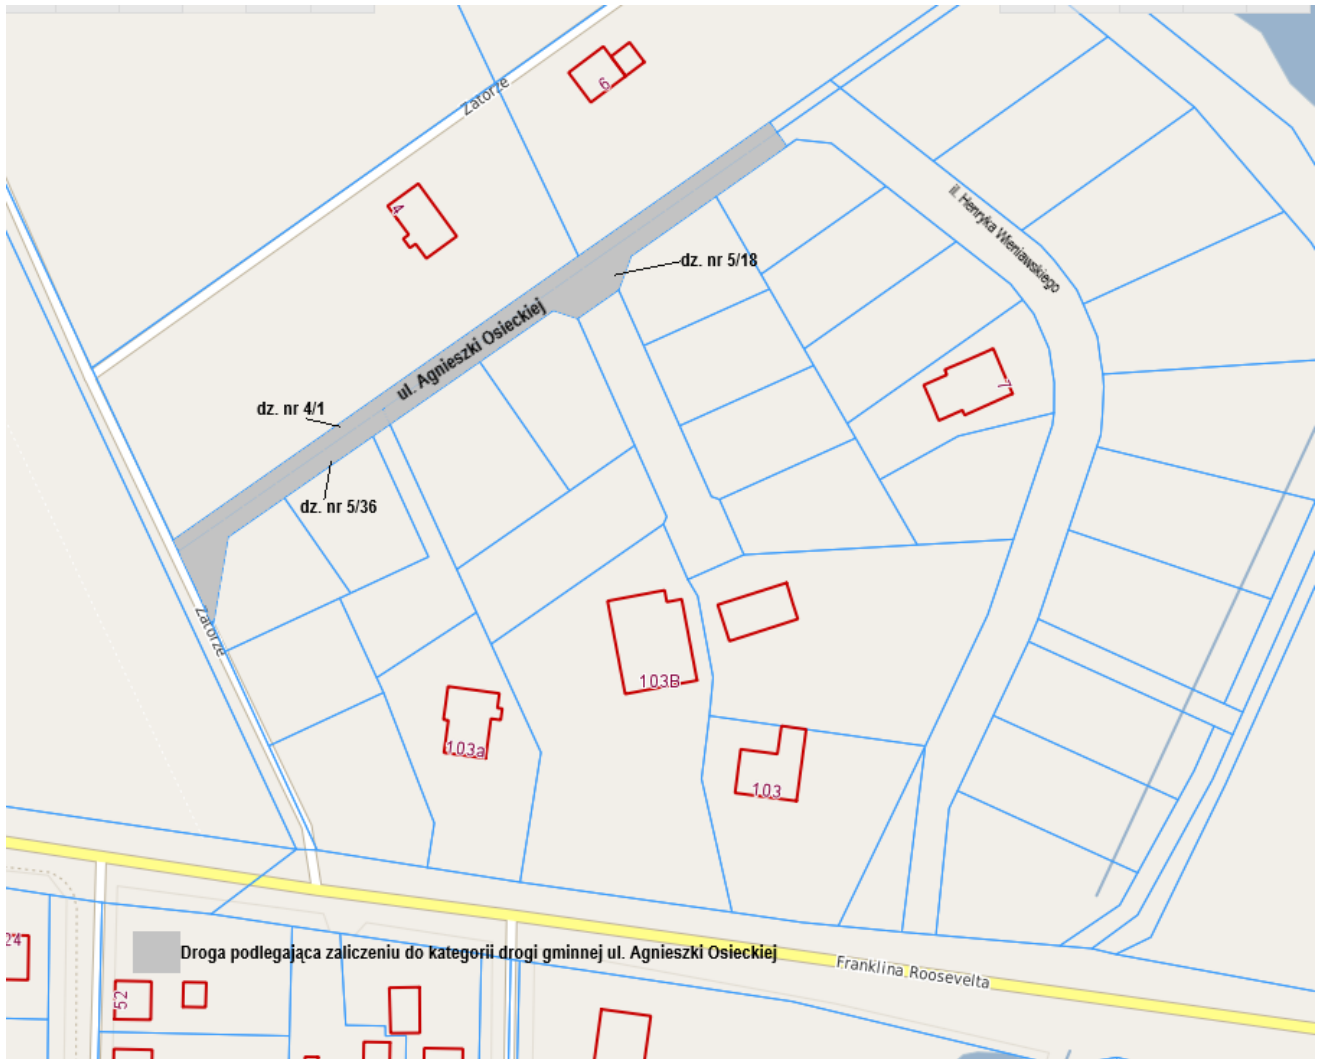 Zatorze
6
4
ul. Henryka Wieniawskiego
dz. nr 5/18
ul. Agnieszki Osieckiej
7
dz. nr 4/1
dz. nr 5/36
Zatorze
103B
103a
103
24
Droga podlegająca zaliczeniu do kategorii drogi gminnej ul. Agnieszki Osieckiej
Franklina Roosevelta
52